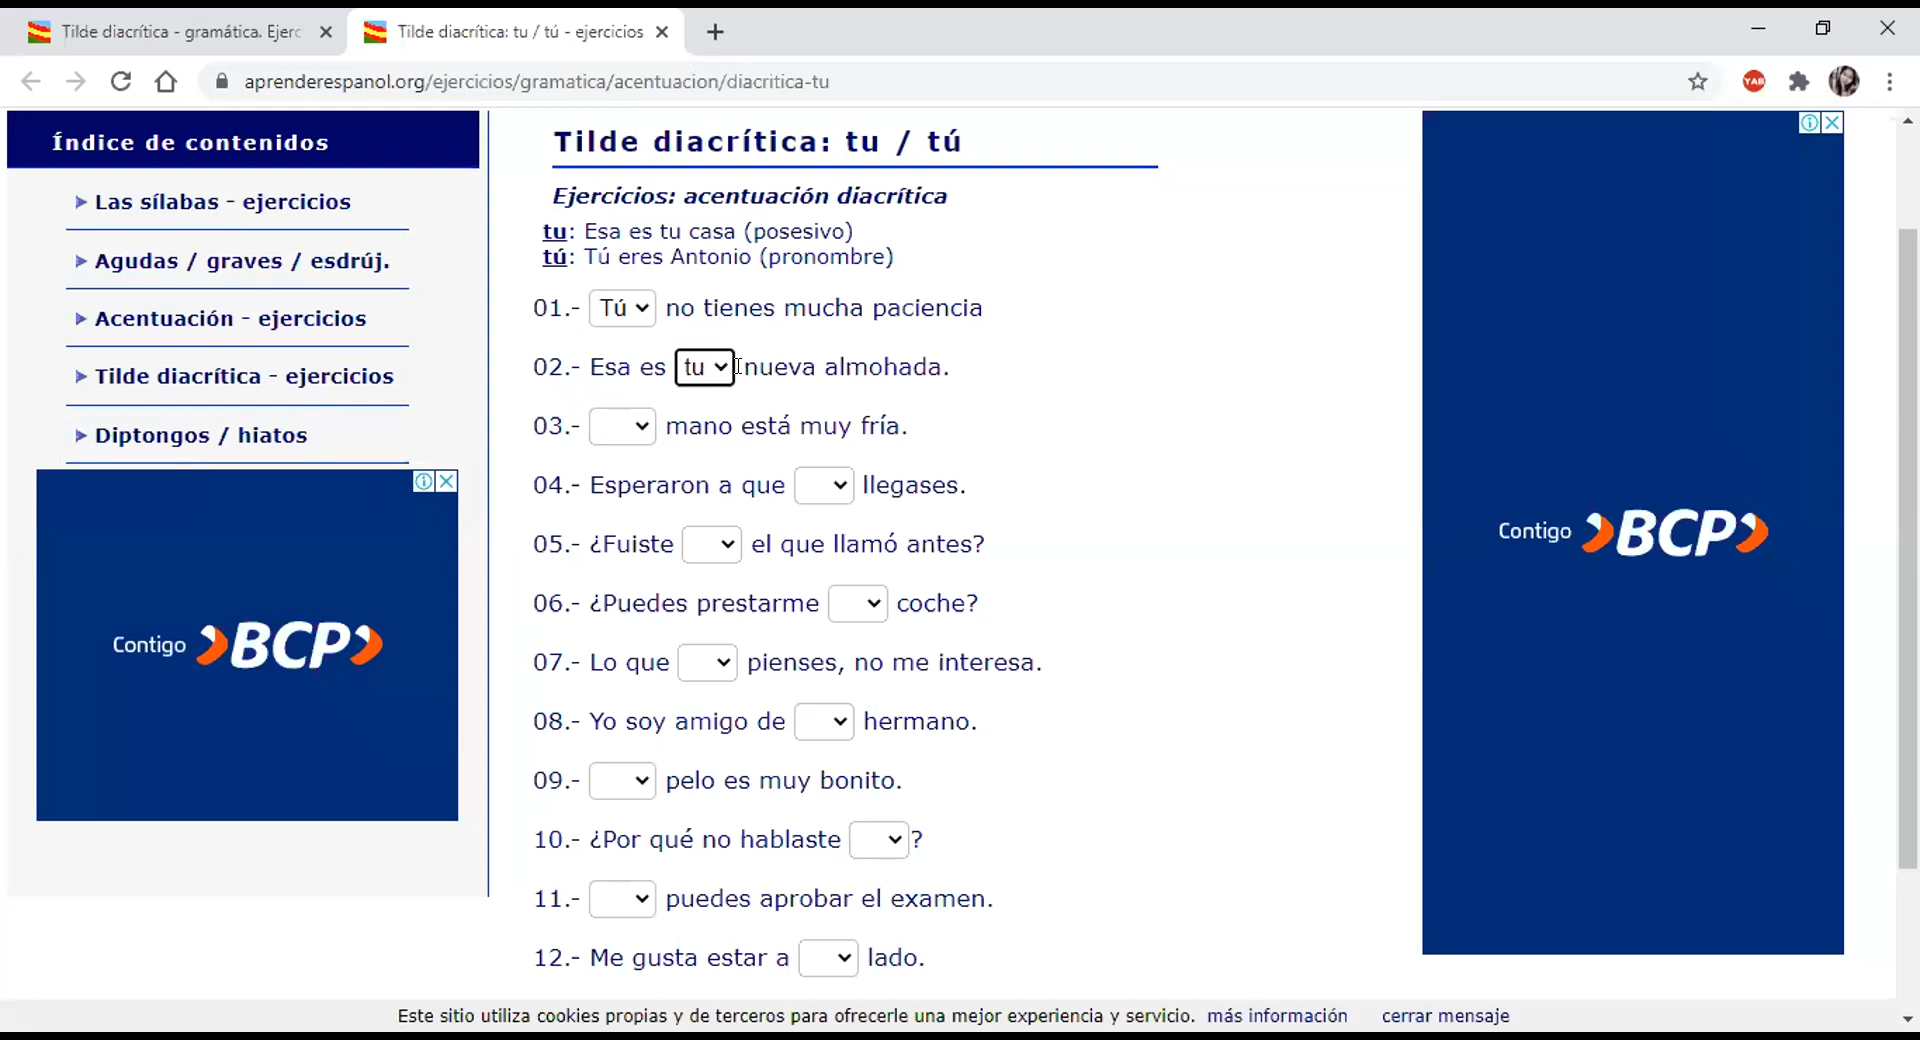 Tilde diacrítica - gramática. Ejerc
Tilde diacrítica: tu / tú - ejercicios
aprenderespanol.org/ejercicios/gramatica/acentuacion/diacritica-tu
YAB
Índice de contenidos
Las sílabas - ejercicios
Agudas / graves / esdrúj.
Acentuación - ejercicios
Tilde diacrítica - ejercicios
Diptongos / hiatos
Contigo BCP
Tilde diacrítica: tu / tú
Ejercicios: acentuación diacrítica
tu: Esa es tu casa (posesivo)
tú: Tú eres Antonio (pronombre)
01.- Tú no tienes mucha paciencia
02.- Esa es tu nueva almohada.
03.- mano está muy fría.
04.- Esperaron a que llegases.
05.- ¿Fuiste el que llamó antes?
06.- ¿Puedes prestarme coche?
07.- Lo que pienses, no me interesa.
08.- Yo soy amigo de hermano.
09.- pelo es muy bonito.
10.- ¿Por qué no hablaste ?
11.- puedes aprobar el examen.
12.- Me gusta estar a lado.
Contigo BCP
Este sitio utiliza cookies propias y de terceros para ofrecerle una mejor experiencia y servicio. más información cerrar mensaje